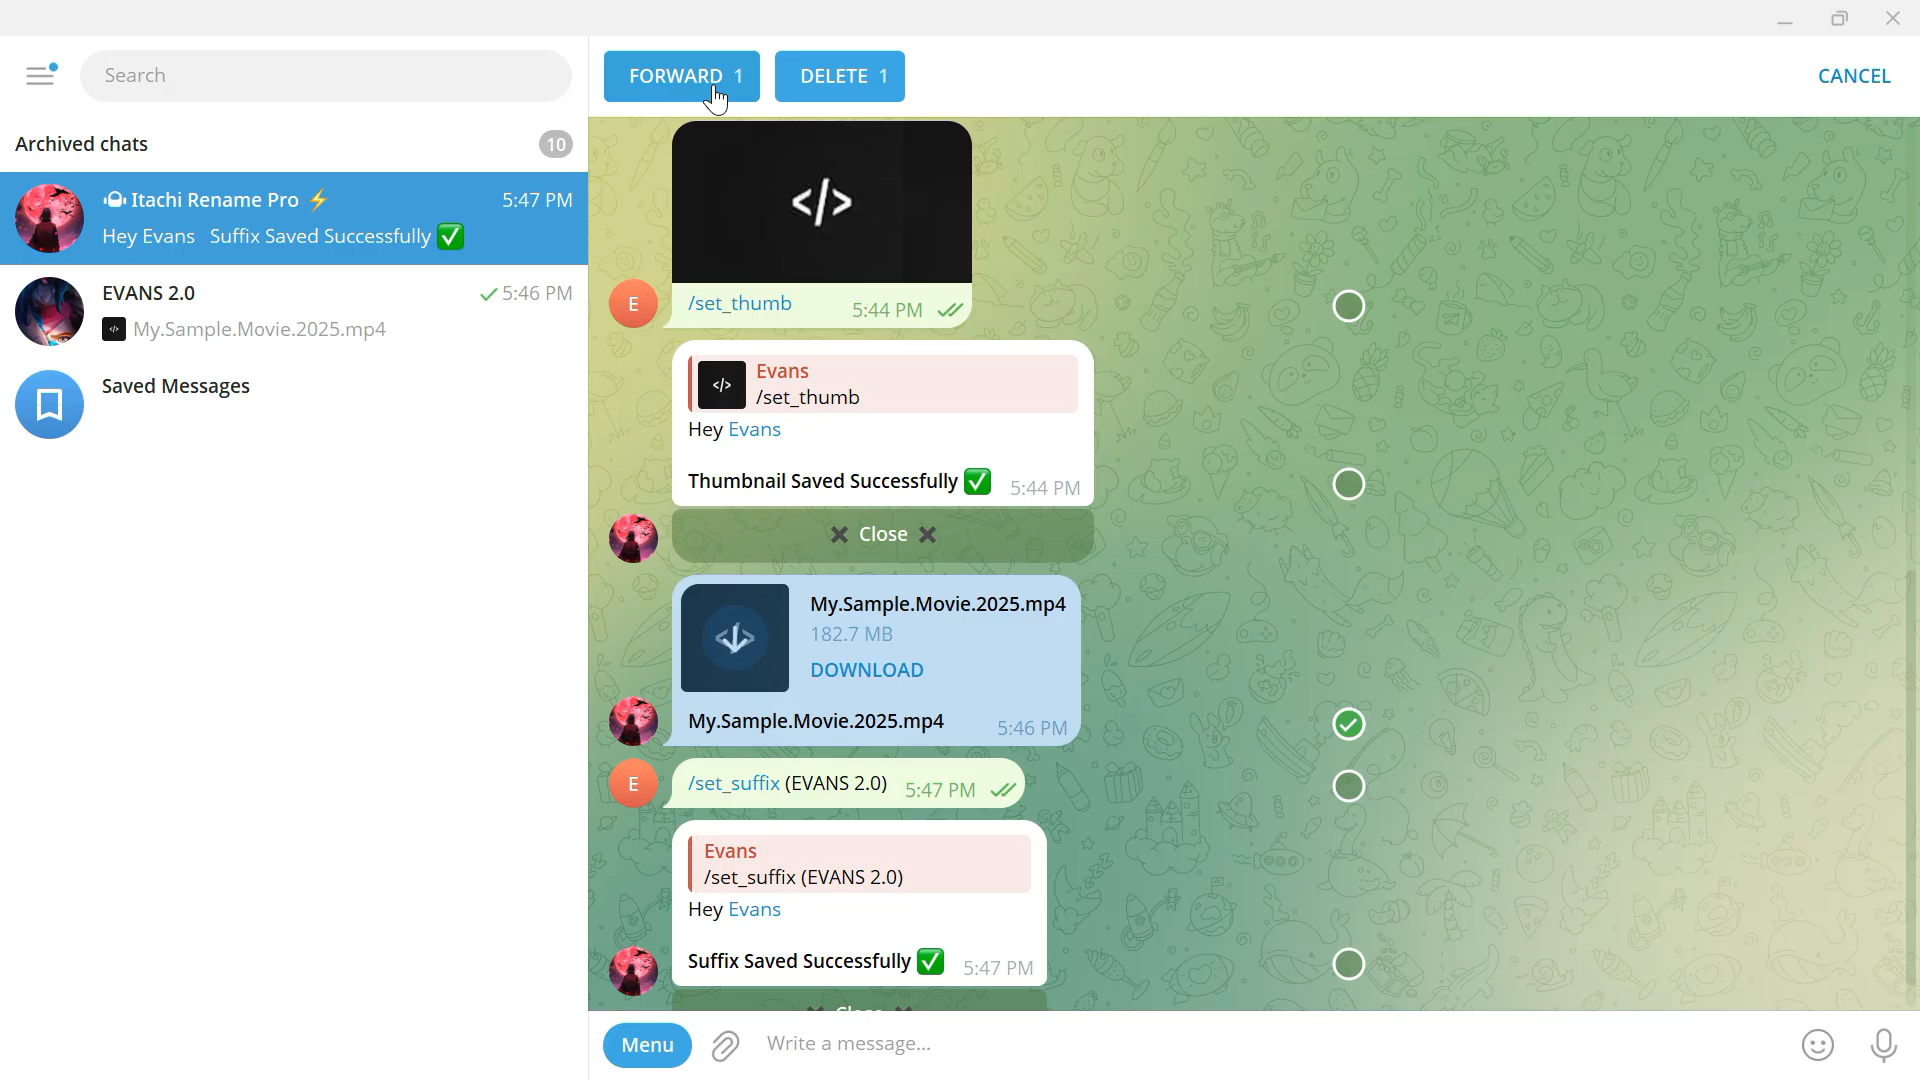 Search
FORWARD 1
DELETE 1
CANCEL
Archived chats
10
Itachi Rename Pro ⚡
5:47 PM
Hey Evans Suffix Saved Successfully ✅
EVANS 2.0
5:46 PM
</> My.Sample.Movie.2025.mp4
Saved Messages
</>
/set_thumb
5:44 PM
E
</>
Evans
/set_thumb
Hey Evans
Thumbnail Saved Successfully ✅
5:44 PM
✖ Close ✖
My.Sample.Movie.2025.mp4
182.7 MB
DOWNLOAD
My.Sample.Movie.2025.mp4
5:46 PM
E
/set_suffix (EVANS 2.0)
5:47 PM
Evans
/set_suffix (EVANS 2.0)
Hey Evans
Suffix Saved Successfully ✅
5:47 PM
✖ Close ✖
Menu
Write a message...